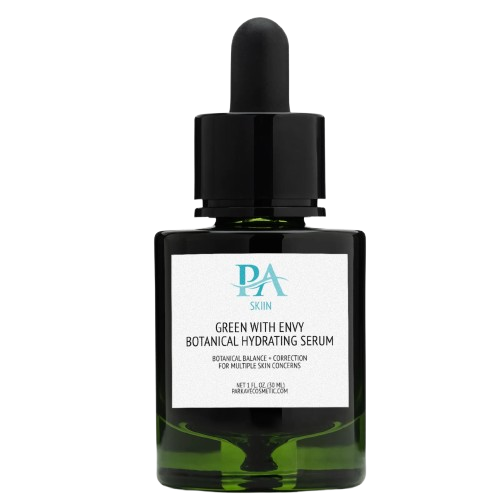 PA
SKIIN
GREEN WITH ENVY
BOTANICAL HYDRATING SERUM
BOTANICAL BALANCE + CORRECTION
FOR MULTIPLE SKIN CONCERNS
NET 1 FL. OZ. (30 ML)
PARKAVECOSMETIC.COM